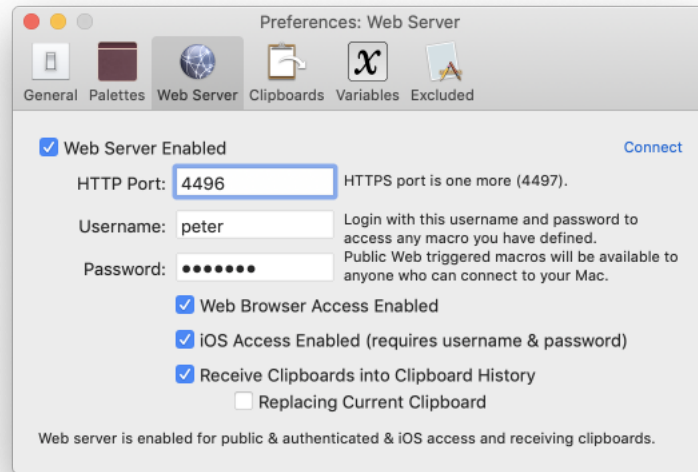 Preferences: Web Server
General Palettes Web Server Clipboards Variables Excluded
Web Server Enabled Connect
HTTP Port: 4496 HTTPS port is one more (4497).
Username: peter Login with this username and password to
access any macro you have defined.
Password: ●●●●●●● Public Web triggered macros will be available to
anyone who can connect to your Mac.
Web Browser Access Enabled
iOS Access Enabled (requires username & password)
Receive Clipboards into Clipboard History
Replacing Current Clipboard
Web server is enabled for public & authenticated & iOS access and receiving clipboards.